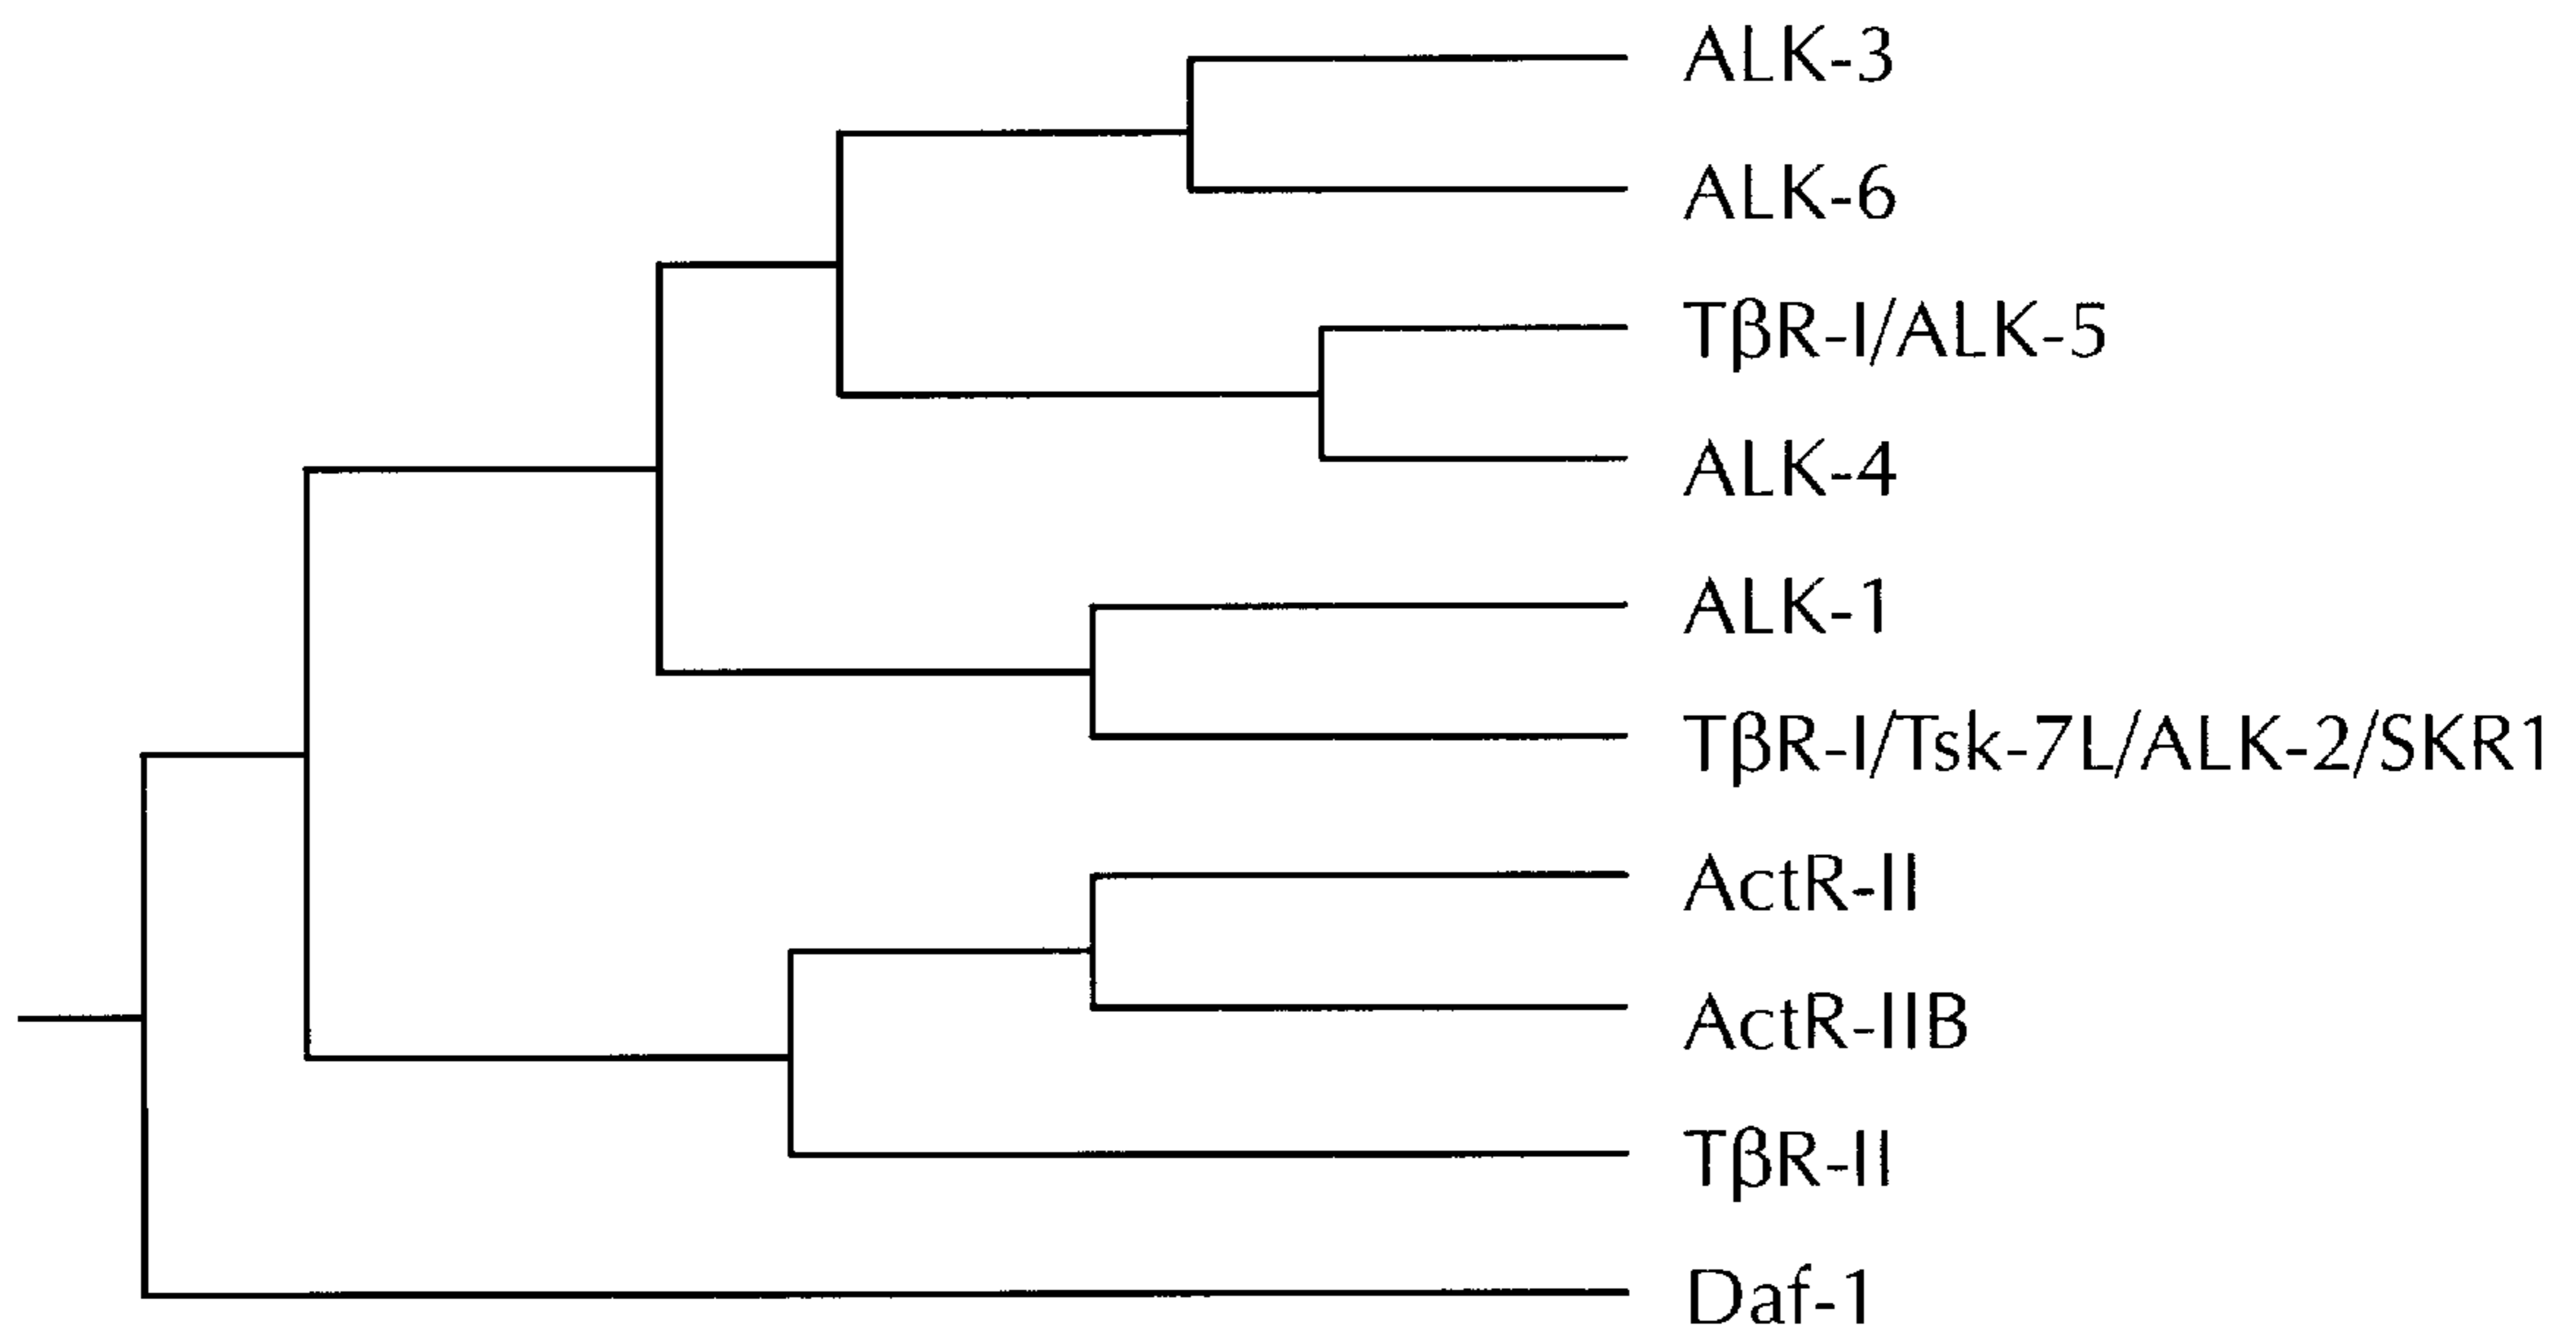 ALK-3
ALK-6
TβR-I/ALK-5
ALK-4
ALK-1
TβR-I/Tsk-7L/ALK-2/SKR1
ActR-II
ActR-IIB
TβR-II
Daf-1